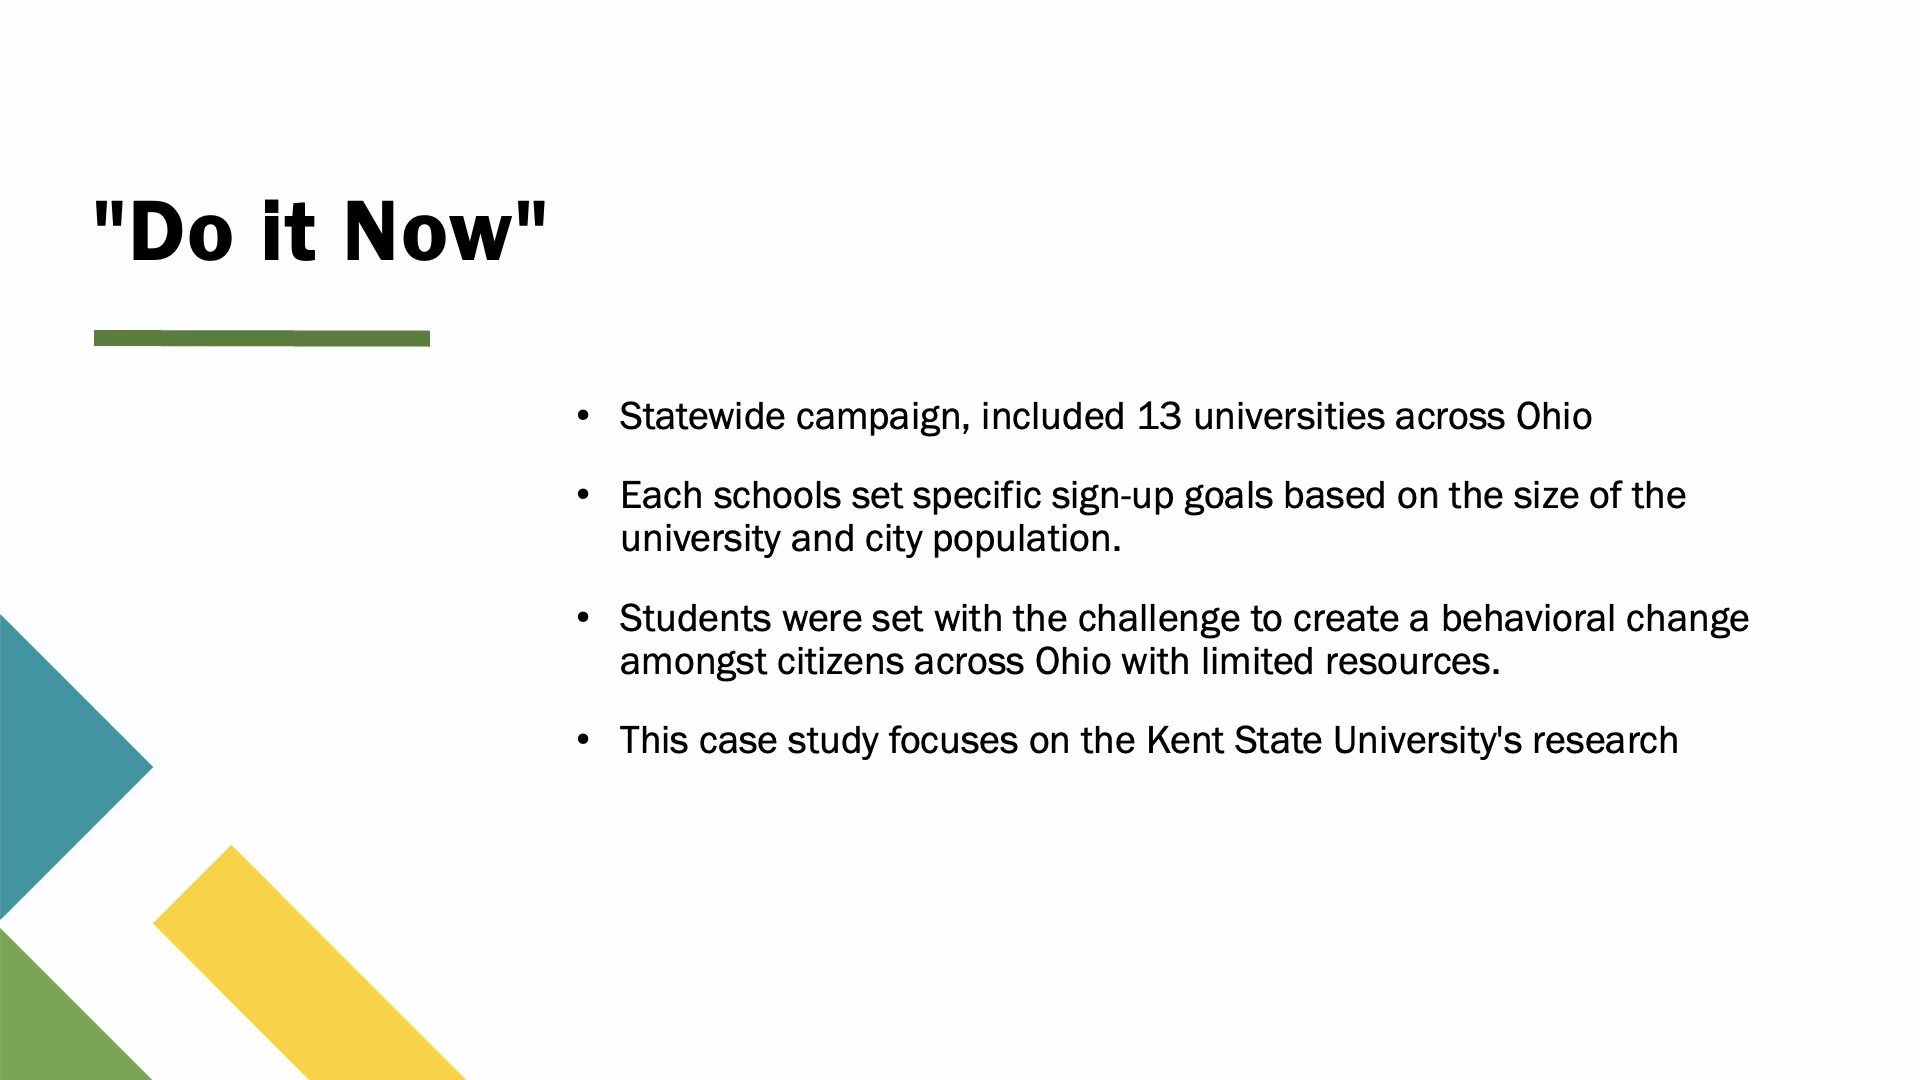 "Do it Now"
• Statewide campaign, included 13 universities across Ohio
• Each schools set specific sign-up goals based on the size of the
university and city population.
• Students were set with the challenge to create a behavioral change
amongst citizens across Ohio with limited resources.
• This case study focuses on the Kent State University's research